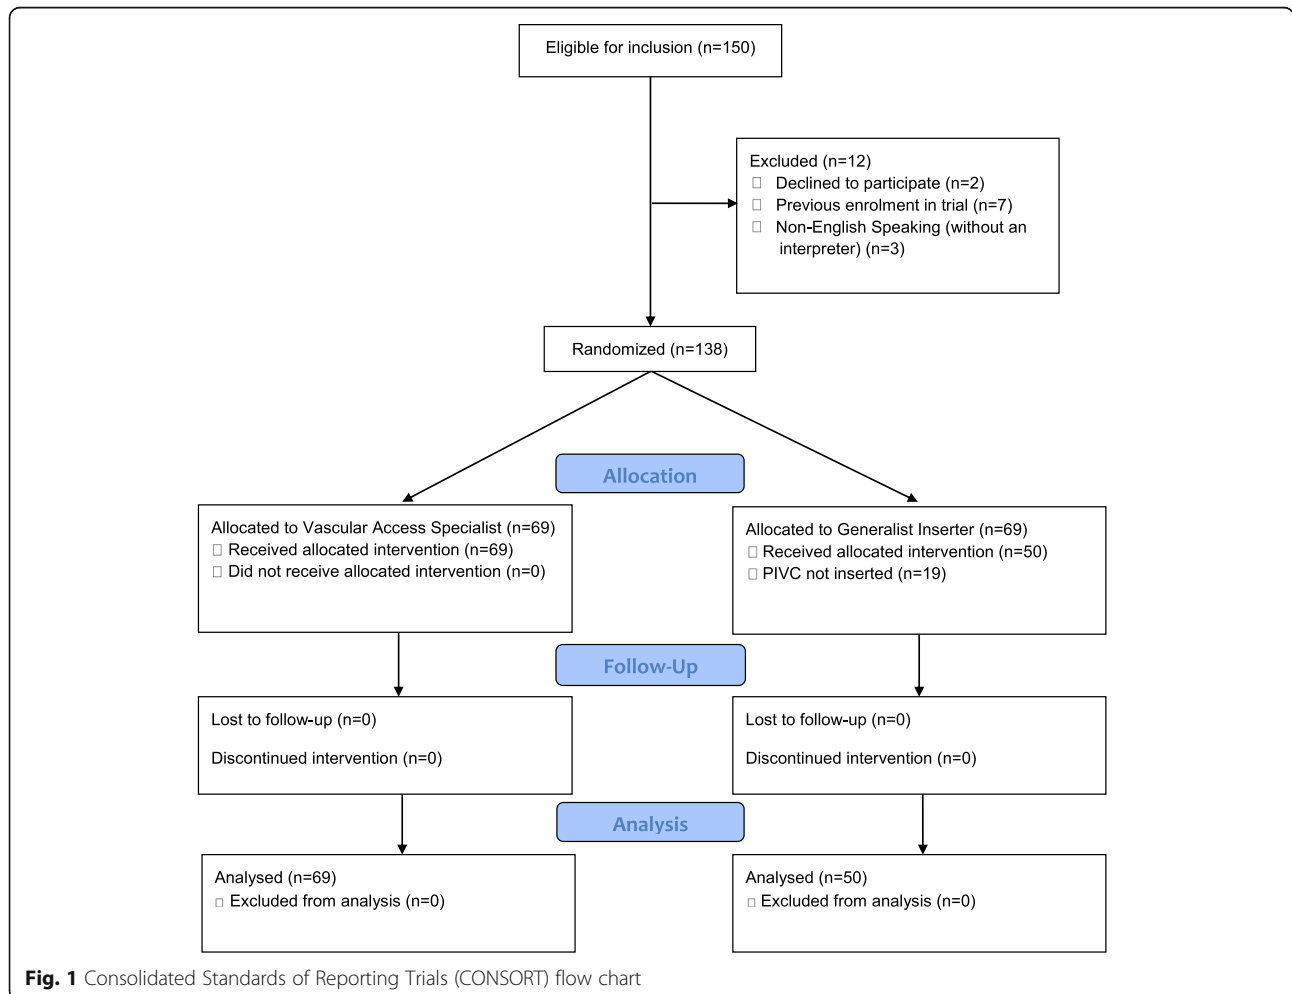 Eligible for inclusion (n=150)
Excluded (n=12)
□ Declined to participate (n=2)
□ Previous enrolment in trial (n=7)
□ Non-English Speaking (without an
interpreter) (n=3)
Randomized (n=138)
Allocation
Allocated to Vascular Access Specialist (n=69)
□ Received allocated intervention (n=69)
□ Did not receive allocated intervention (n=0)
Allocated to Generalist Inserter (n=69)
□ Received allocated intervention (n=50)
□ PIVC not inserted (n=19)
Follow-Up
Lost to follow-up (n=0)
Discontinued intervention (n=0)
Lost to follow-up (n=0)
Discontinued intervention (n=0)
Analysis
Analysed (n=69)
□ Excluded from analysis (n=0)
Analysed (n=50)
□ Excluded from analysis (n=0)
Fig. 1 Consolidated Standards of Reporting Trials (CONSORT) flow chart